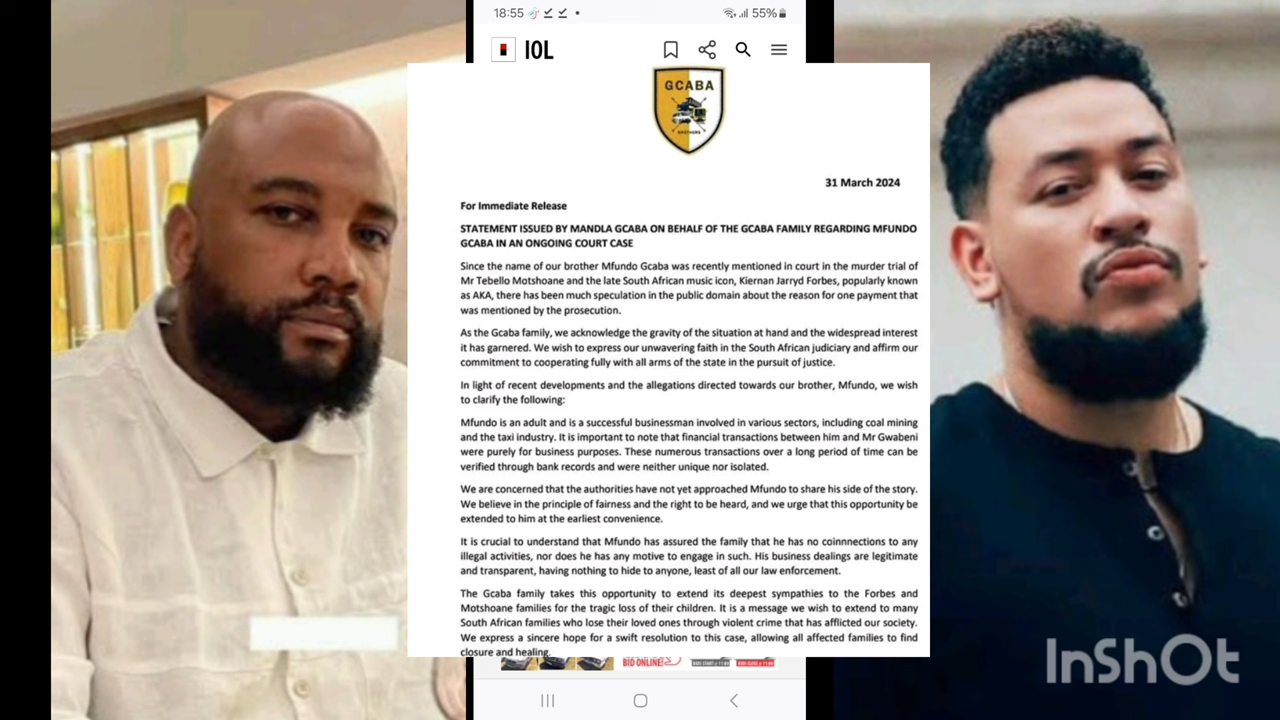 18:55
55%
IOL
GCABA
BROTHERS
31 March 2024
For Immediate Release
STATEMENT ISSUED BY MANDLA GCABA ON BEHALF OF THE GCABA FAMILY REGARDING MFUNDO
GCABA IN AN ONGOING COURT CASE
Since the name of our brother Mfundo Gcaba was recently mentioned in court in the murder trial of
Mr Tebello Motshoane and the late South African music icon, Kiernan Jarryd Forbes, popularly known
as AKA, there has been much speculation in the public domain about the reason for one payment that
was mentioned by the prosecution.
As the Gcaba family, we acknowledge the gravity of the situation at hand and the widespread interest
it has garnered. We wish to express our unwavering faith in the South African judiciary and affirm our
commitment to cooperating fully with all arms of the state in the pursuit of justice.
In light of recent developments and the allegations directed towards our brother, Mfundo, we wish
to clarify the following:
Mfundo is an adult and is a successful businessman involved in various sectors, including coal mining
and the taxi industry. It is important to note that financial transactions between him and Mr Gwabeni
were purely for business purposes. These numerous transactions over a long period of time can be
verified through bank records and were neither unique nor isolated.
We are concerned that the authorities have not yet approached Mfundo to share his side of the story.
We believe in the principle of fairness and the right to be heard, and we urge that this opportunity be
extended to him at the earliest convenience.
It is crucial to understand that Mfundo has assured the family that he has no coinnnections to any
illegal activities, nor does he has any motive to engage in such. His business dealings are legitimate
and transparent, having nothing to hide to anyone, least of all our law enforcement.
The Gcaba family takes this opportunity to extend its deepest sympathies to the Forbes and
Motshoane families for the tragic loss of their children. It is a message we wish to extend to many
South African families who lose their loved ones through violent crime that has afflicted our society.
We express a sincere hope for a swift resolution to this case, allowing all affected families to find
closure and healing.
BID ONLINE!
InShOt